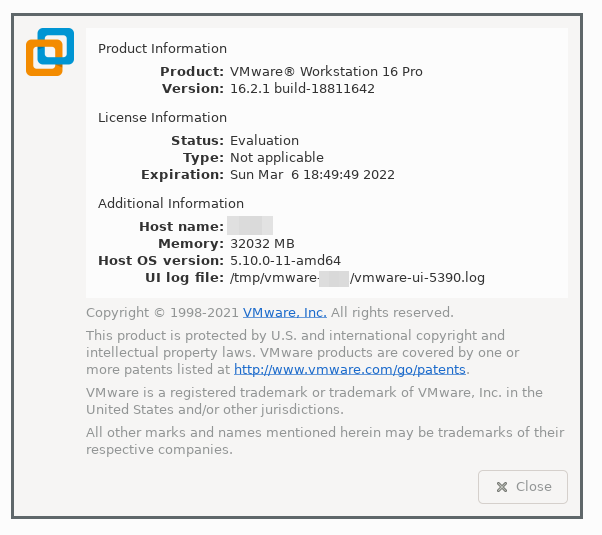 Product Information
Product: VMware® Workstation 16 Pro
Version: 16.2.1 build-18811642
License Information
Status: Evaluation
Type: Not applicable
Expiration: Sun Mar  6 18:49:49 2022
Additional Information
Host name:
Memory: 32032 MB
Host OS version: 5.10.0-11-amd64
UI log file: /tmp/vmware- /vmware-ui-5390.log
Copyright © 1998-2021 VMware, Inc. All rights reserved.
This product is protected by U.S. and international copyright and
intellectual property laws. VMware products are covered by one or
more patents listed at http://www.vmware.com/go/patents.
VMware is a registered trademark or trademark of VMware, Inc. in the
United States and/or other jurisdictions.
All other marks and names mentioned herein may be trademarks of their
respective companies.
Close